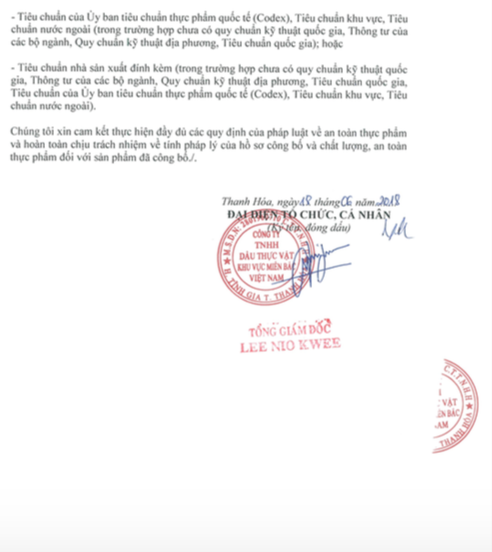 - Tiêu chuẩn của Ủy ban tiêu chuẩn thực phẩm quốc tế (Codex), Tiêu chuẩn khu vực, Tiêu
chuẩn nước ngoài (trong trường hợp chưa có quy chuẩn kỹ thuật quốc gia, Thông tư của
các bộ ngành, Quy chuẩn kỹ thuật địa phương, Tiêu chuẩn quốc gia); hoặc
- Tiêu chuẩn nhà sản xuất đính kèm (trong trường hợp chưa có quy chuẩn kỹ thuật quốc
gia, Thông tư của các bộ ngành, Quy chuẩn kỹ thuật địa phương, Tiêu chuẩn quốc gia,
Tiêu chuẩn của Ủy ban tiêu chuẩn thực phẩm quốc tế (Codex), Tiêu chuẩn khu vực, Tiêu
chuẩn nước ngoài).
Chúng tôi xin cam kết thực hiện đầy đủ các quy định của pháp luật về an toàn thực phẩm
và hoàn toàn chịu trách nhiệm về tính pháp lý của hồ sơ công bố và chất lượng, an toàn
thực phẩm đối với sản phẩm đã công bố./.
Thanh Hóa, ngày 18 tháng 06 năm 2018
ĐẠI DIỆN TỔ CHỨC, CÁ NHÂN
(Ký tên, đóng dấu)
CÔNG TY
TNHH
DẦU THỰC VẬT
KHU VỰC MIỀN BẮC
VIỆT NAM
TỔNG GIÁM ĐỐC
LEE NIO KWEE
C.T.T.N.H.H
VẬT
IỀN BẮC
AM
THANH HÓA